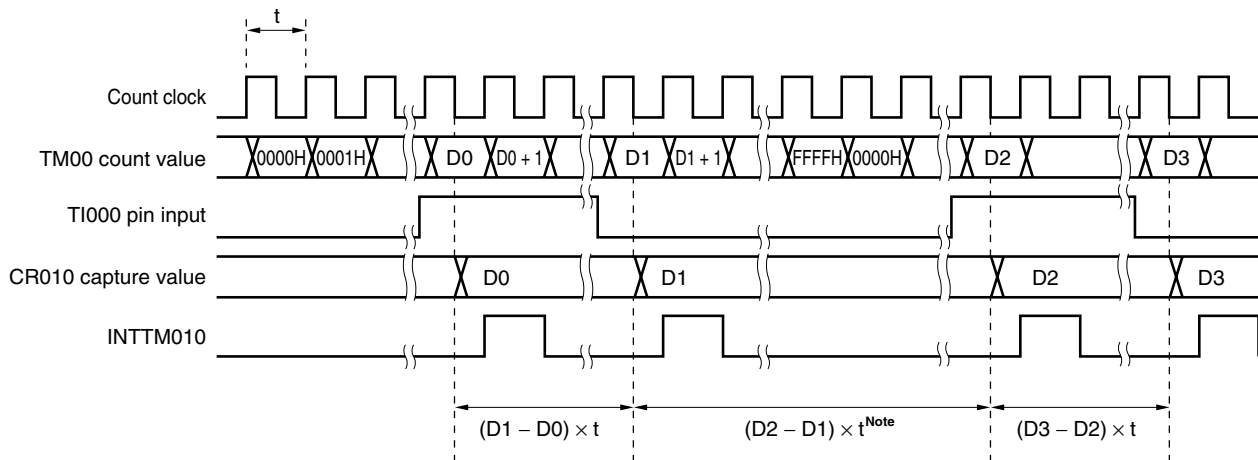 t
Count clock
TM00 count value 0000H 0001H D0 D0 + 1 D1 D1 + 1 FFFFH 0000H D2 D3
TI000 pin input
CR010 capture value D0 D1 D2 D3
INTTM010
(D1 − D0) × t (D2 − D1) × tNote (D3 − D2) × t